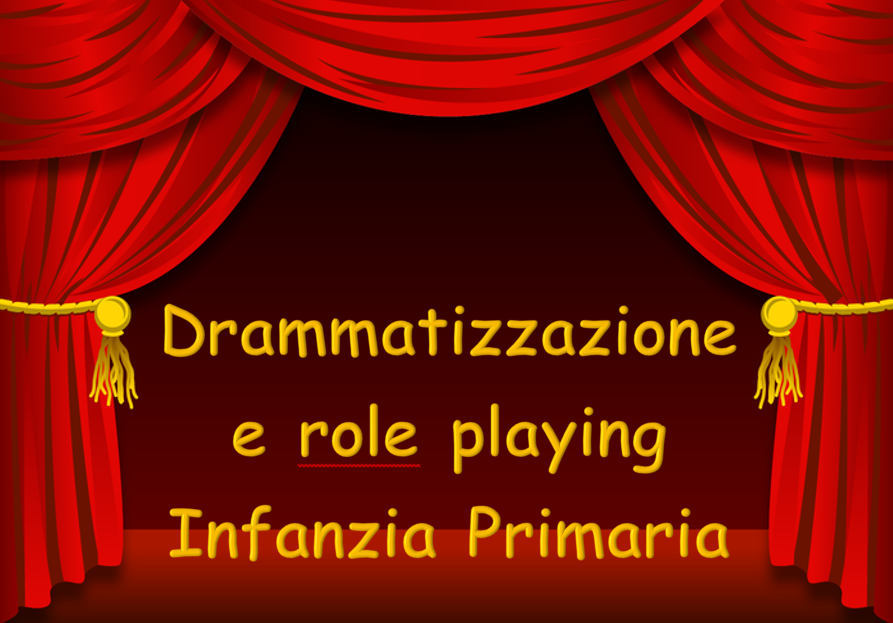 Drammatizzazione
e role playing
Infanzia Primaria